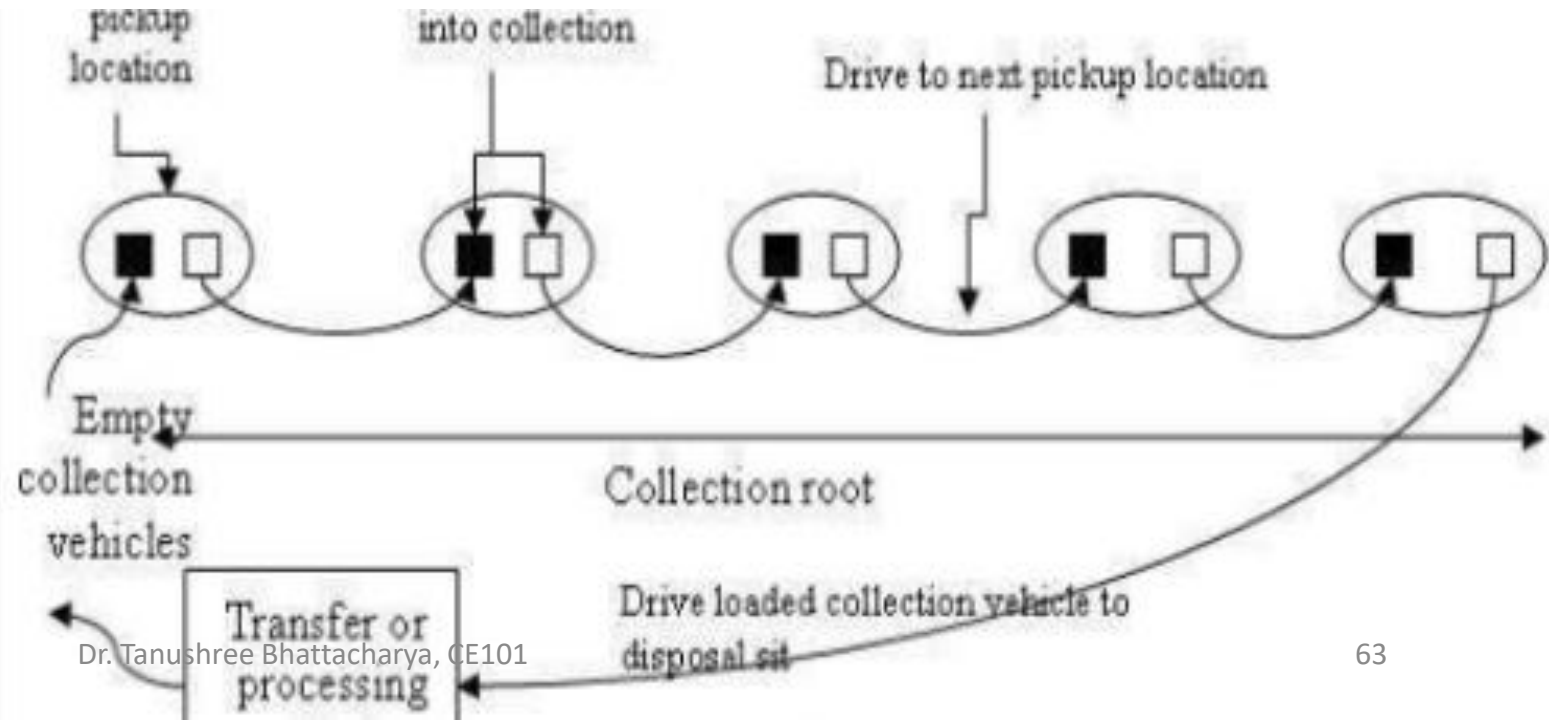 pickup
location
into collection
Drive to next pickup location
Empty
collection
vehicles
Collection root
Transfer or
processing
Drive loaded collection vehicle to
disposal sit
Dr. Tanushree Bhattacharya, CE101
63